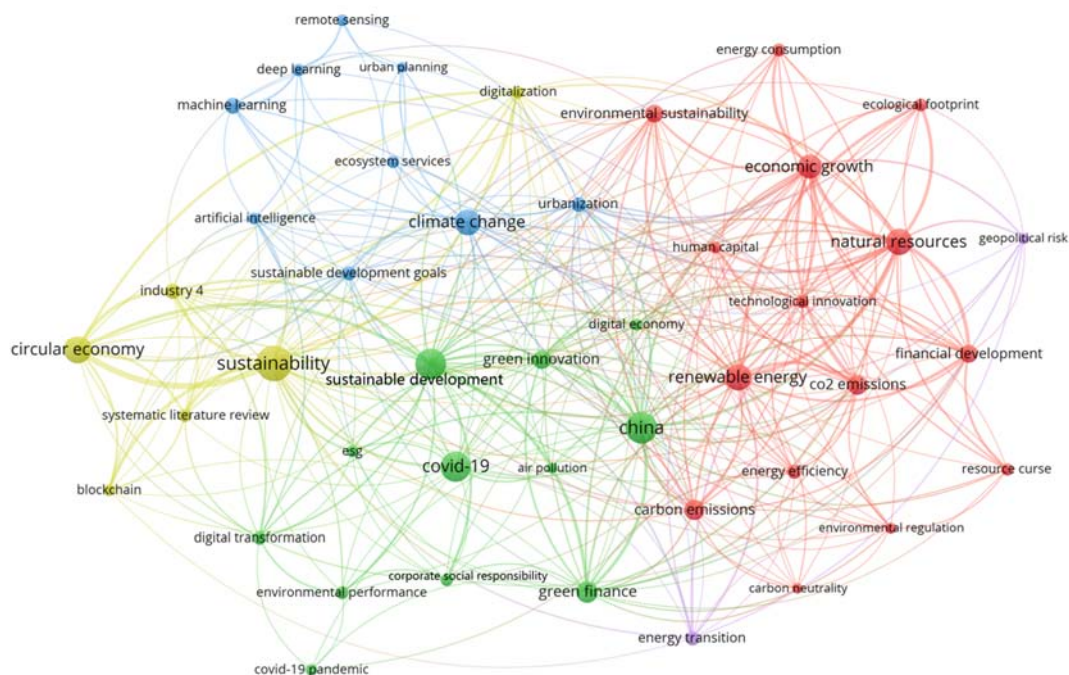 remote sensing
energy consumption
deep learning
urban planning
digitalization
machine learning
environmental sustainability
ecological footprint
ecosystem services
economic growth
urbanization
artificial intelligence
climate change
human capital
natural resources
geopolitical risk
sustainable development goals
industry 4
technological innovation
digital economy
circular economy
sustainability
green innovation
financial development
sustainable development
renewable energy
co2 emissions
systematic literature review
china
esg
covid-19
air pollution
energy efficiency
resource curse
blockchain
carbon emissions
environmental regulation
digital transformation
corporate social responsibility
environmental performance
green finance
carbon neutrality
energy transition
covid-19 pandemic